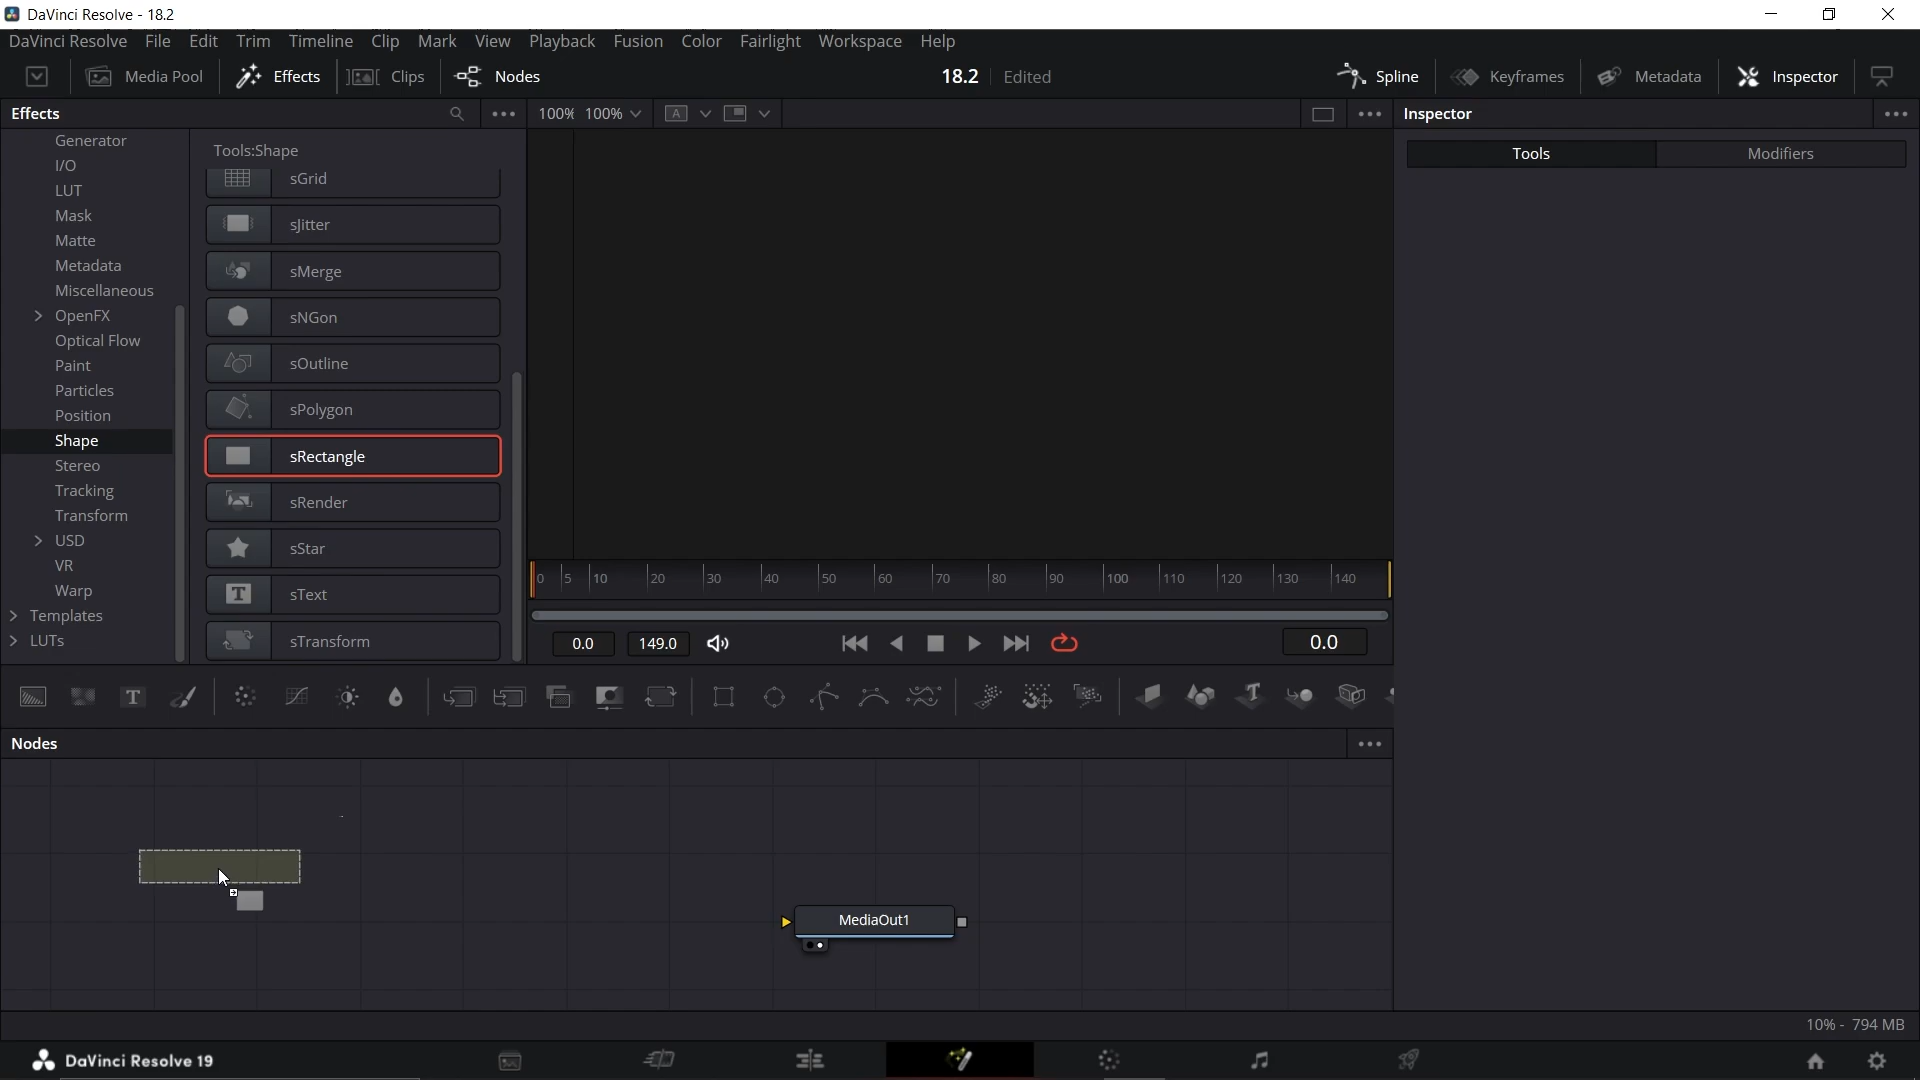 DaVinci Resolve - 18.2
DaVinci Resolve File Edit Trim Timeline Clip Mark View Playback Fusion Color Fairlight Workspace Help
Media Pool Effects Clips Nodes 18.2 Edited Spline Keyframes Metadata Inspector
Effects 100% 100% A Inspector
Tools Modifiers
Generator
I/O
LUT
Mask
Matte
Metadata
Miscellaneous
OpenFX
Optical Flow
Paint
Particles
Position
Shape
Stereo
Tracking
Transform
USD
VR
Warp
Templates
LUTs
Tools:Shape
sGrid
sJitter
sMerge
sNGon
sOutline
sPolygon
sRectangle
sRender
sStar
T sText
sTransform
0 5 10 20 30 40 50 60 70 80 90 100 110 120 130 140
0.0 149.0 0.0
T T
Nodes
MediaOut1
10% - 794 MB
DaVinci Resolve 19